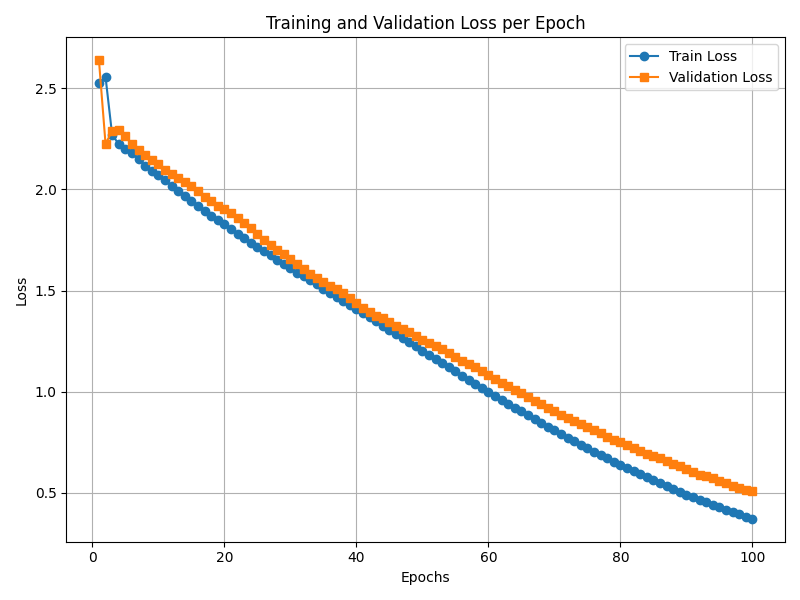 Training and Validation Loss per Epoch
Train Loss
Validation Loss
2.5
2.0
1.5
1.0
0.5
Loss
0 20 40 60 80 100
Epochs